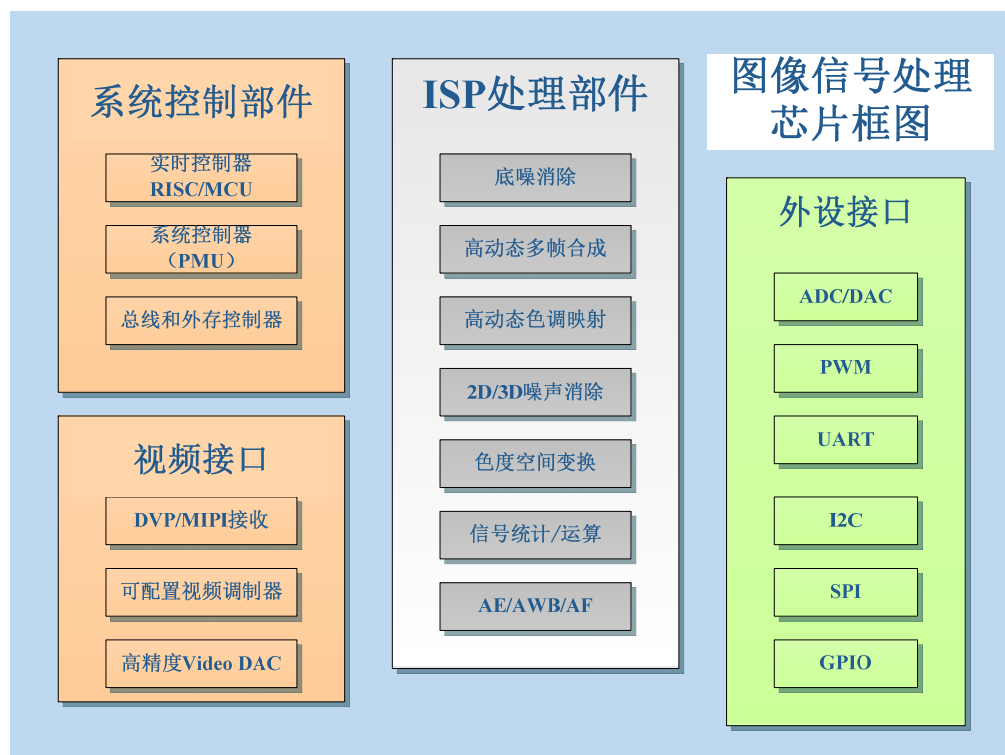 系统控制部件
实时控制器
RISC/MCU
系统控制器
（PMU）
总线和外存控制器
视频接口
DVP/MIPI接收
可配置视频调制器
高精度Video DAC
ISP处理部件
底噪消除
高动态多帧合成
高动态色调映射
2D/3D噪声消除
色度空间变换
信号统计/运算
AE/AWB/AF
图像信号处理
芯片框图
外设接口
ADC/DAC
PWM
UART
I2C
SPI
GPIO